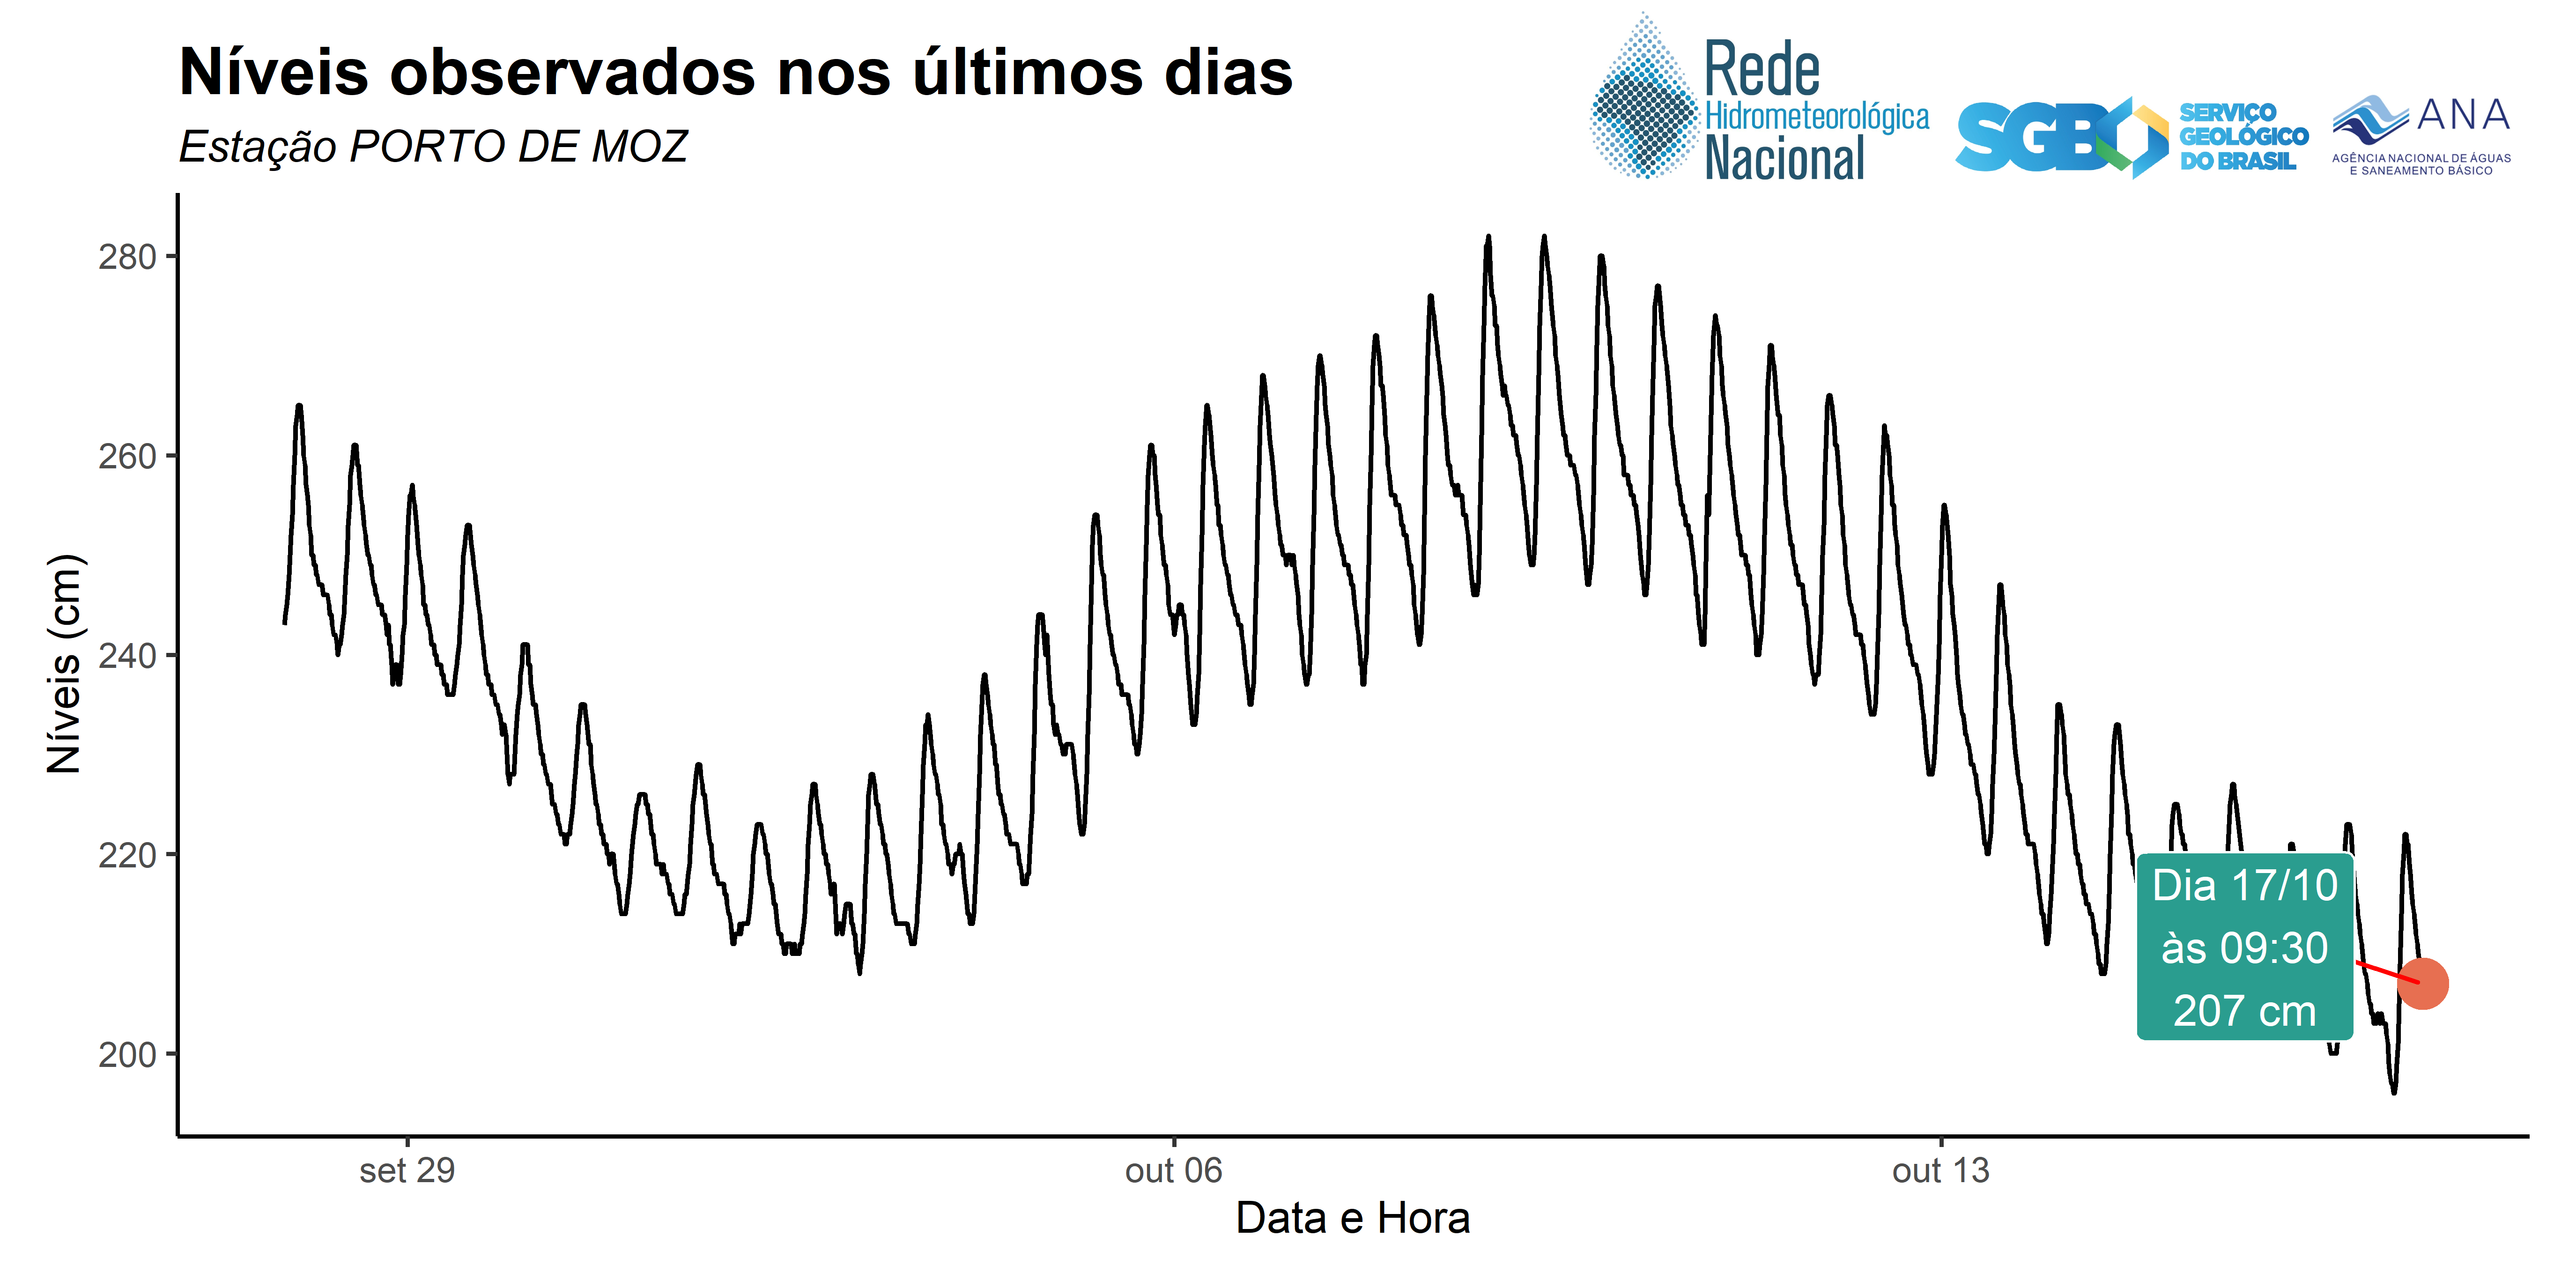 Níveis observados nos últimos dias
Estação PORTO DE MOZ
Rede
Hidrometeorológica
Nacional
SGB
SERVIÇO
GEOLÓGICO
DO BRASIL
ANA
AGÊNCIA NACIONAL DE ÁGUAS
E SANEAMENTO BÁSICO
Níveis (cm)
280
260
240
220
200
Dia 17/10
às 09:30
207 cm
set 29
out 06
out 13
Data e Hora